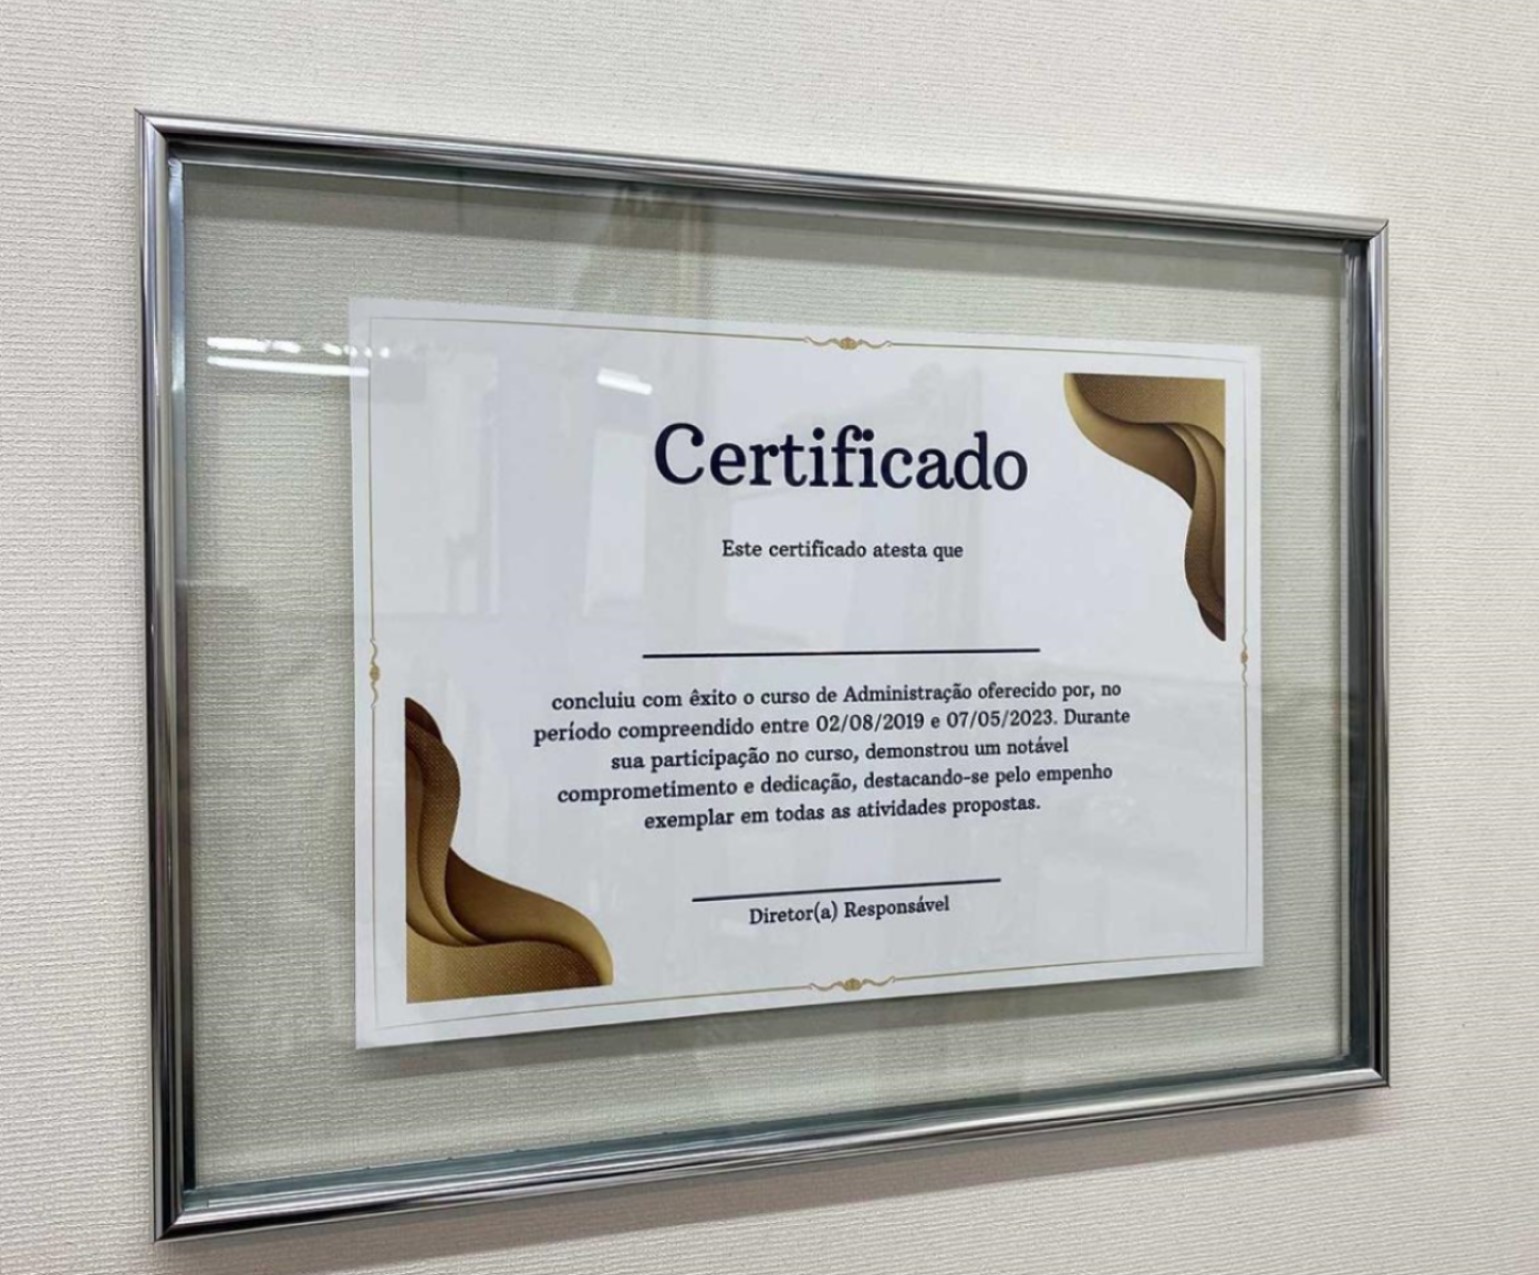 Certificado
Este certificado atesta que
concluiu com êxito o curso de Administração oferecido por, no
período compreendido entre 02/08/2019 e 07/05/2023. Durante
sua participação no curso, demonstrou um notável
comprometimento e dedicação, destacando-se pelo empenho
exemplar em todas as atividades propostas.
Diretor(a) Responsável